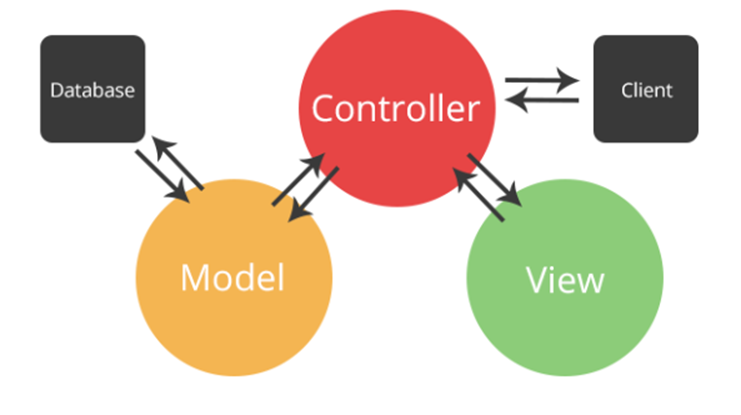 Database
Controller
Client
Model
View